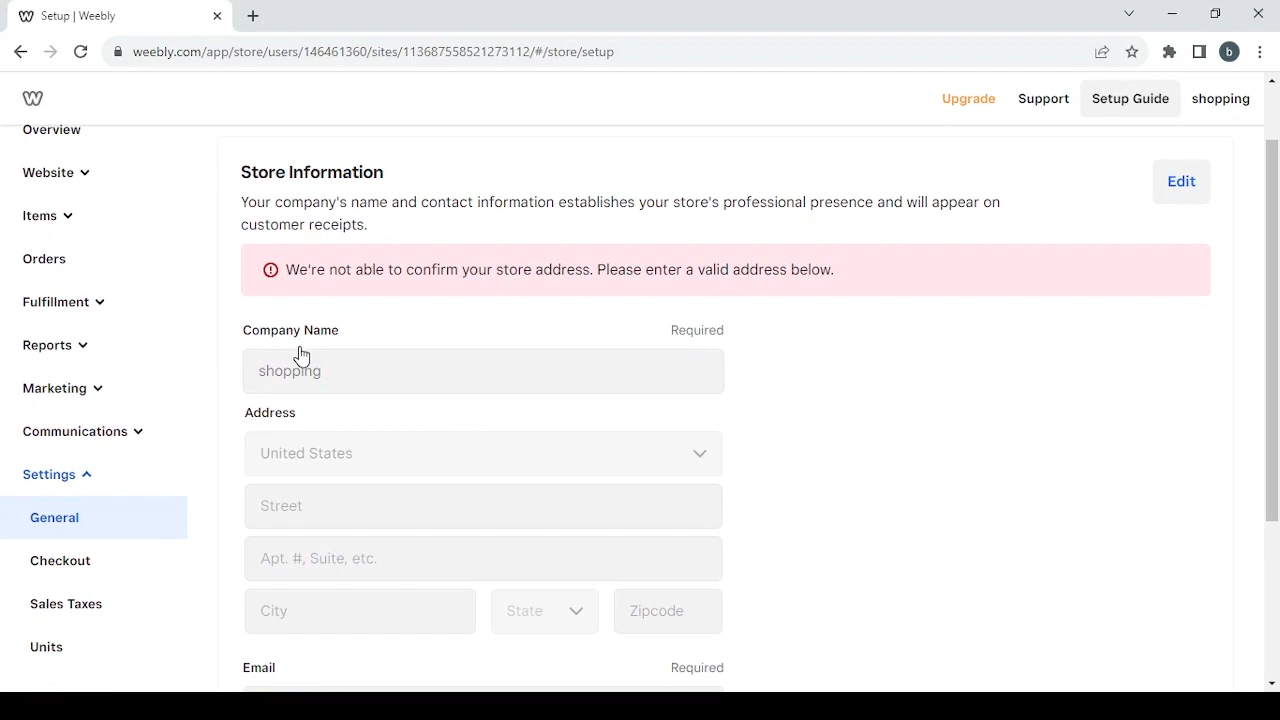 Setup | Weebly
weebly.com/app/store/users/146461360/sites/113687558521273112/#/store/setup
b
Upgrade
Support
Setup Guide
shopping
Overview
Website
Items
Orders
Fulfillment
Reports
Marketing
Communications
Settings
General
Checkout
Sales Taxes
Units
Store Information
Edit
Your company's name and contact information establishes your store's professional presence and will appear on
customer receipts.
We're not able to confirm your store address. Please enter a valid address below.
Company Name Required
shopping
Address
United States
Street
Apt. #, Suite, etc.
City State Zipcode
Email Required